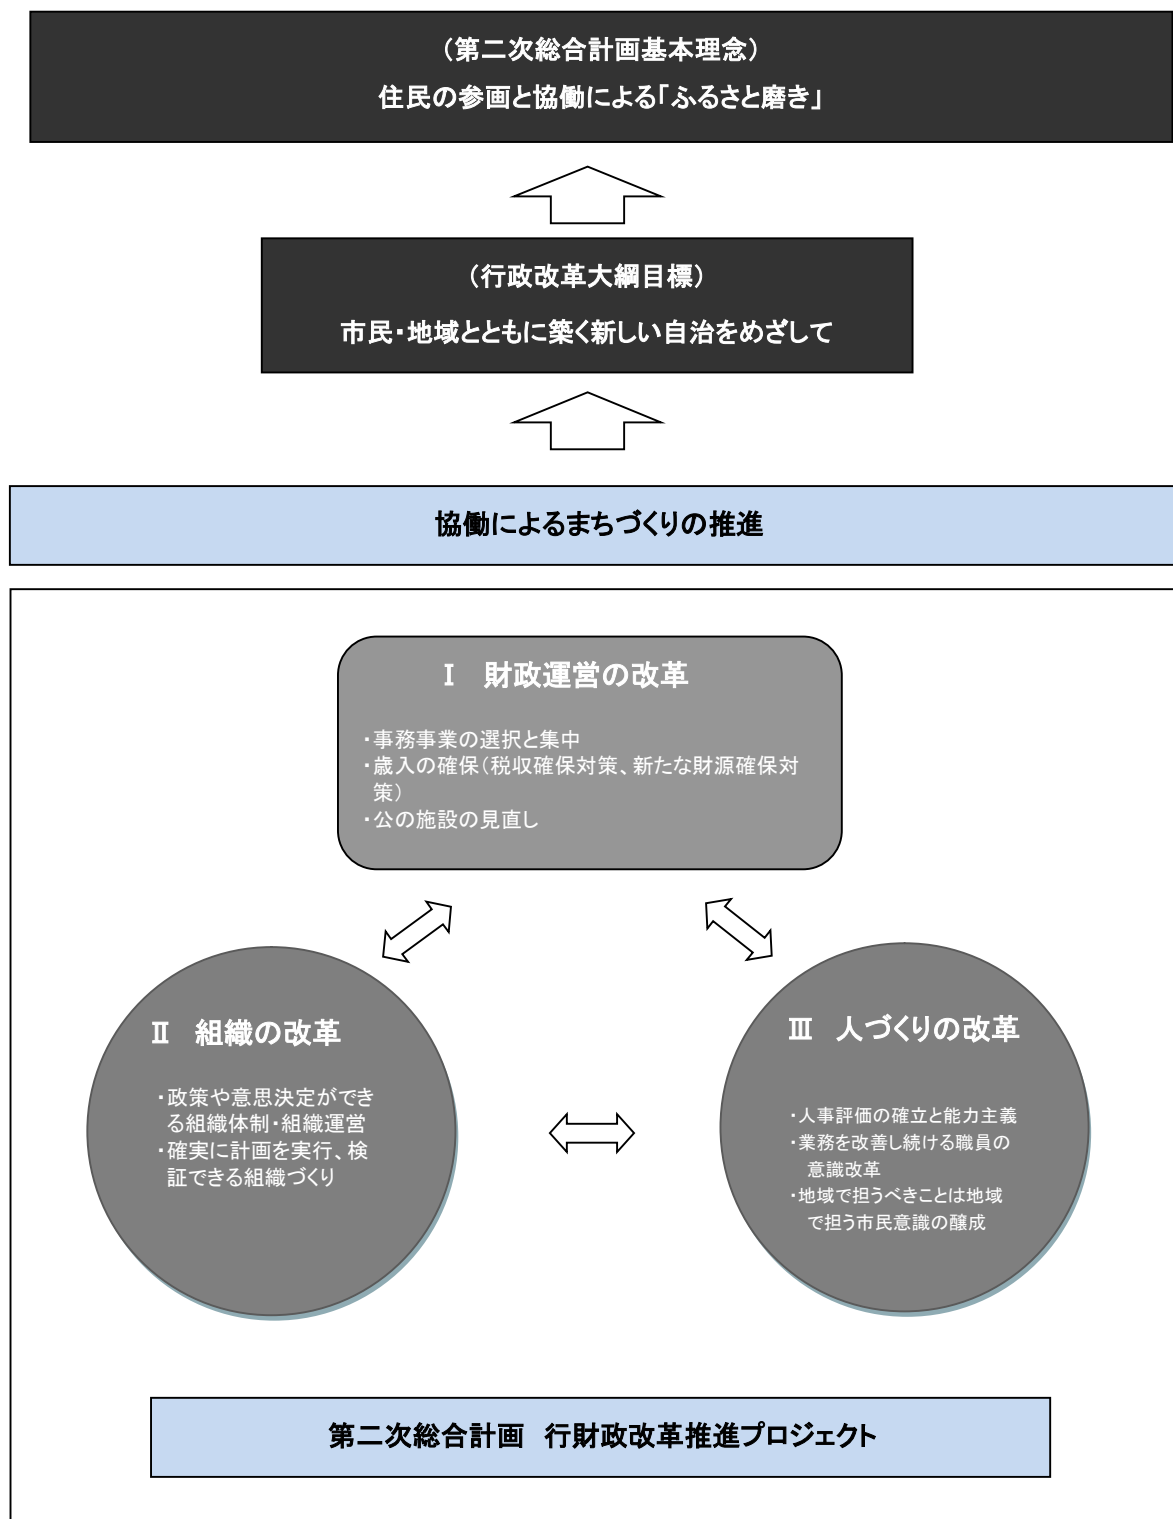 （第二次総合計画基本理念）
住民の参画と協働による「ふるさと磨き」
（行政改革大綱目標）
市民・地域とともに築く新しい自治をめざして
協働によるまちづくりの推進
Ⅰ　財政運営の改革
・事務事業の選択と集中
・歳入の確保（税収確保対策、新たな財源確保対
策）
・公の施設の見直し
Ⅱ　組織の改革
・政策や意思決定ができ
る組織体制・組織運営
・確実に計画を実行、検
証できる組織づくり
Ⅲ　人づくりの改革
・人事評価の確立と能力主義
・業務を改善し続ける職員の
意識改革
・地域で担うべきことは地域
で担う市民意識の醸成
第二次総合計画　行財政改革推進プロジェクト